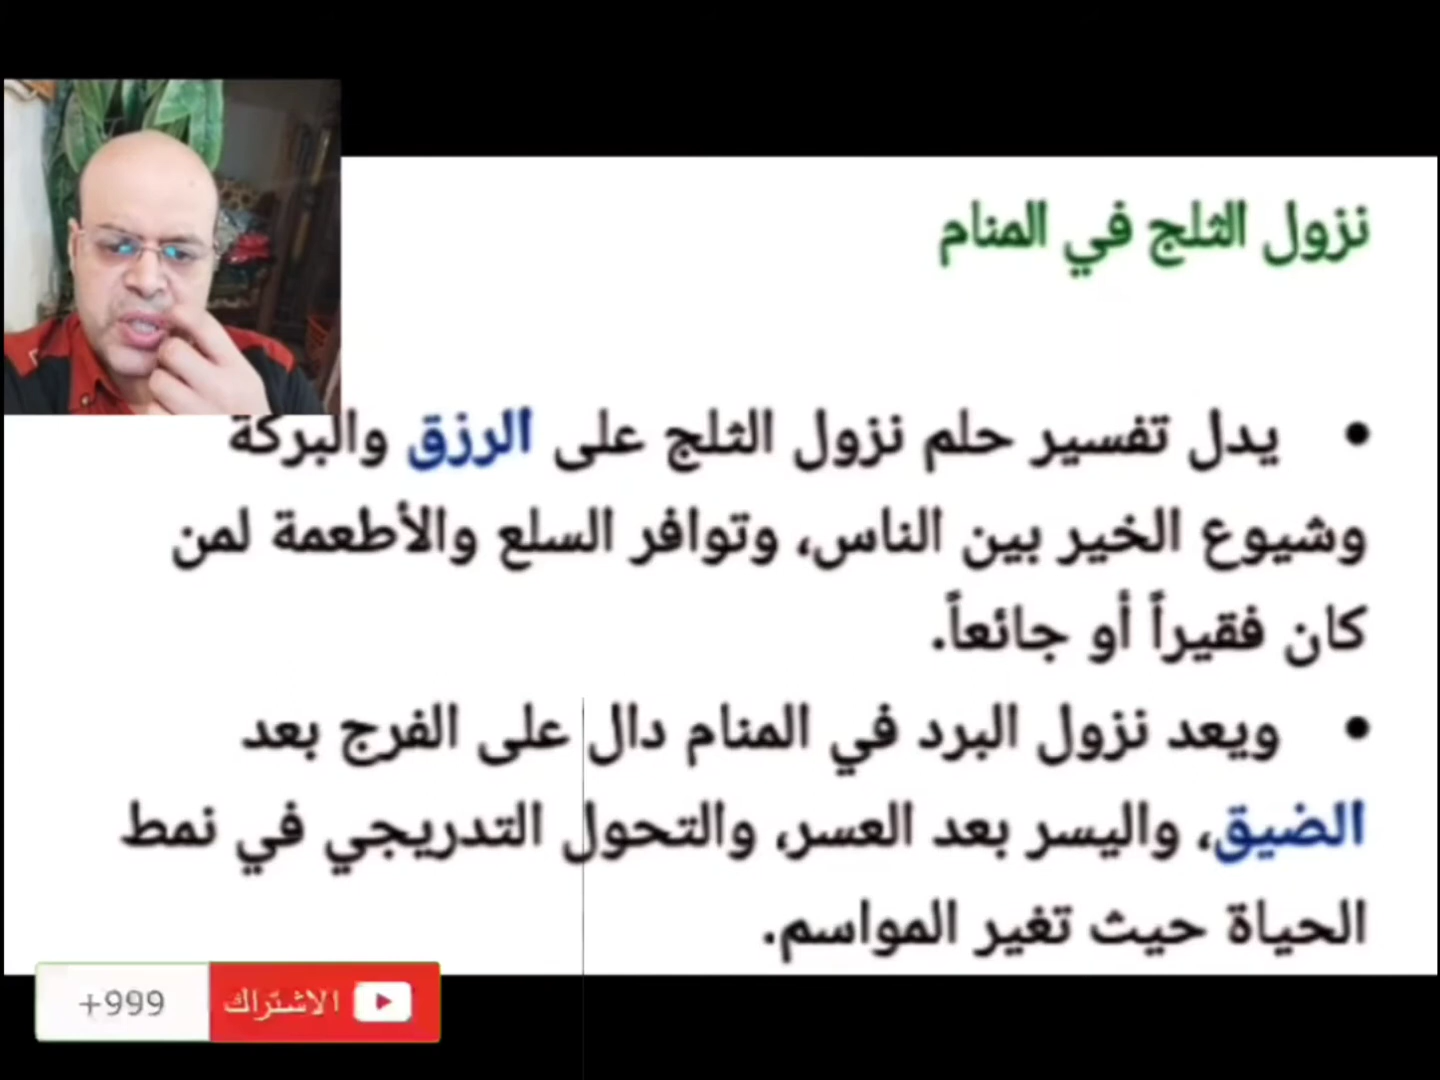 نزول الثلج في المنام
• يدل تفسير حلم نزول الثلج على الرزق والبركة
وشيوع الخير بين الناس، وتوافر السلع والأطعمة لمن
كان فقيراً أو جائعاً.
• ويعد نزول البرد في المنام دال على الفرج بعد
الضيق، واليسر بعد العسر، والتحول التدريجي في نمط
الحياة حيث تغير المواسم.
الاشتراك +999